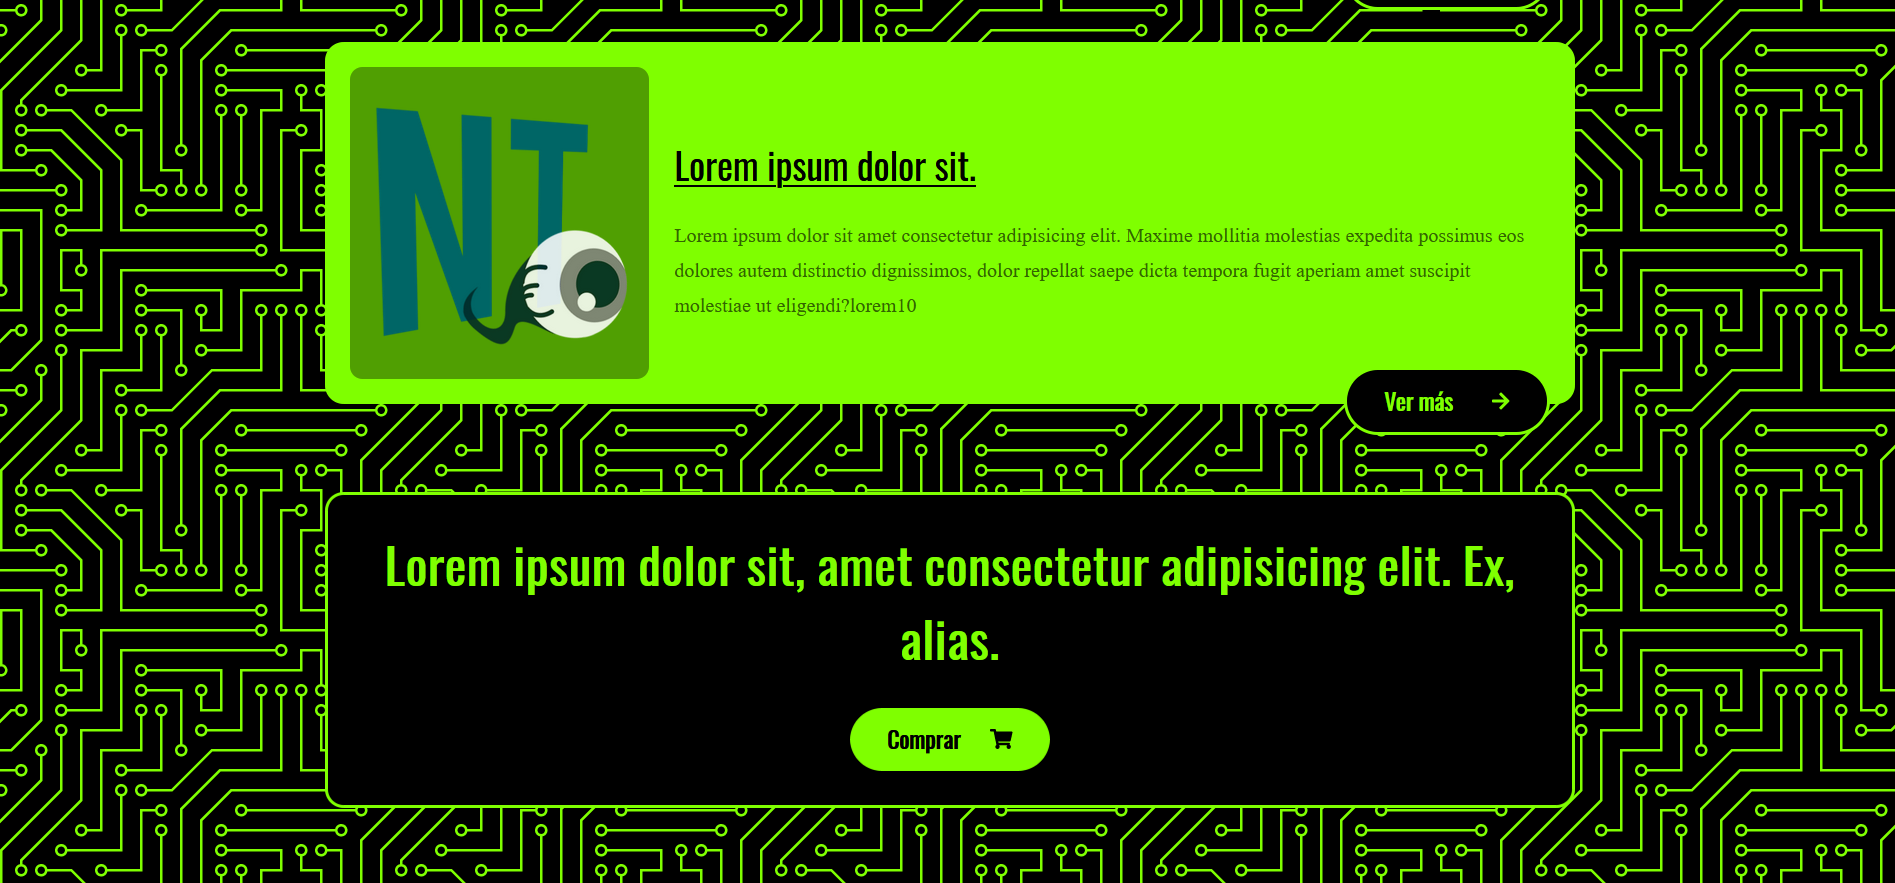 NT
Lorem ipsum dolor sit.
Lorem ipsum dolor sit amet consectetur adipisicing elit. Maxime mollitia molestias expedita possimus eos
dolores autem distinctio dignissimos, dolor repellat saepe dicta tempora fugit aperiam amet suscipit
molestiae ut eligendi?lorem10
Ver más
Lorem ipsum dolor sit, amet consectetur adipisicing elit. Ex,
alias.
Comprar